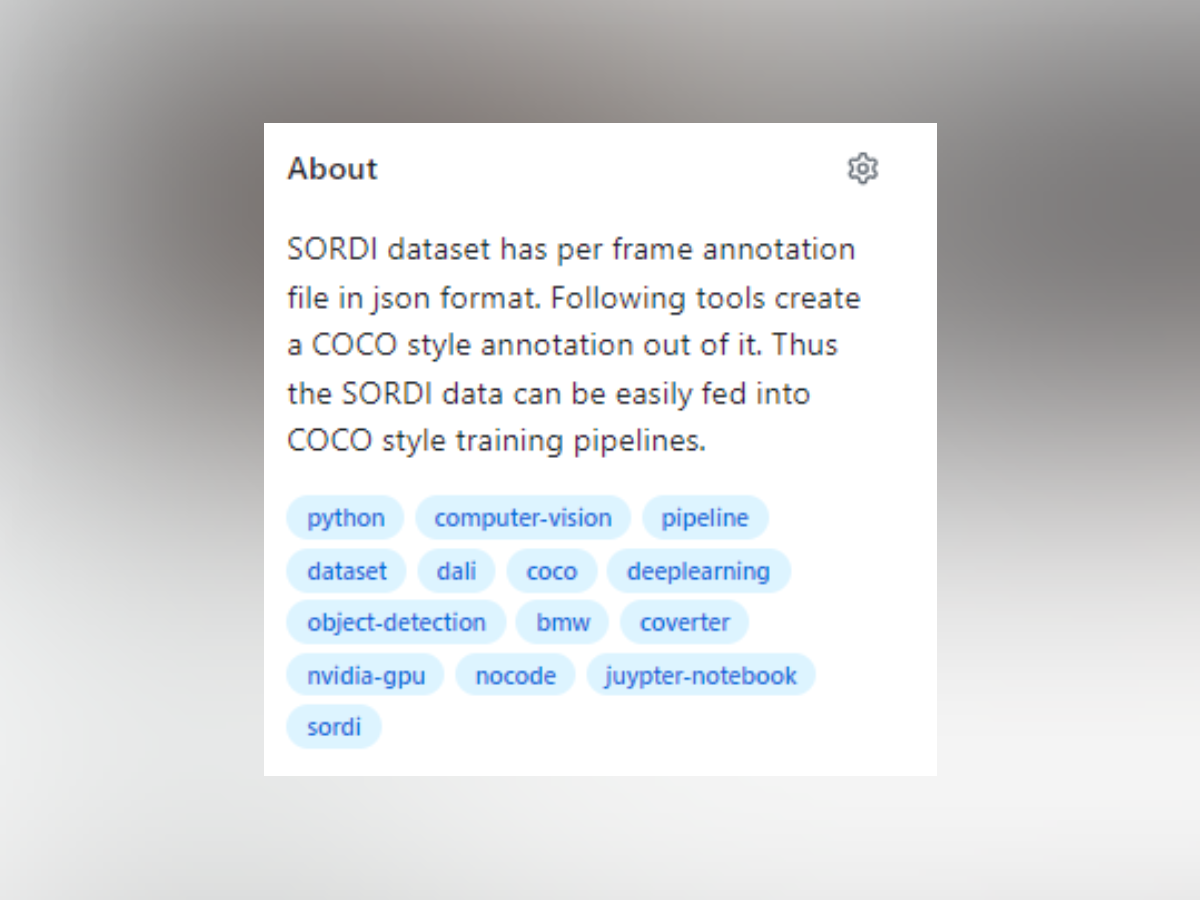 About
SORDI dataset has per frame annotation
file in json format. Following tools create
a COCO style annotation out of it. Thus
the SORDI data can be easily fed into
COCO style training pipelines.
python computer-vision pipeline
dataset dali coco deeplearning
object-detection bmw coverter
nvidia-gpu nocode juypter-notebook
sordi